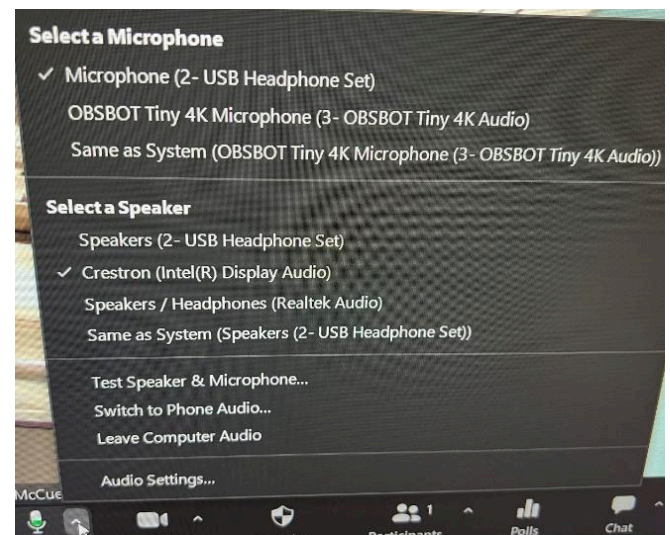 Select a Microphone
✓ Microphone (2- USB Headphone Set)
OBSBOT Tiny 4K Microphone (3- OBSBOT Tiny 4K Audio)
Same as System (OBSBOT Tiny 4K Microphone (3- OBSBOT Tiny 4K Audio))
Select a Speaker
Speakers (2- USB Headphone Set)
✓ Crestron (Intel(R) Display Audio)
Speakers / Headphones (Realtek Audio)
Same as System (Speakers (2- USB Headphone Set))
Test Speaker & Microphone...
Switch to Phone Audio...
Leave Computer Audio
Audio Settings...
McCue
1
Participants
Polls
Chat